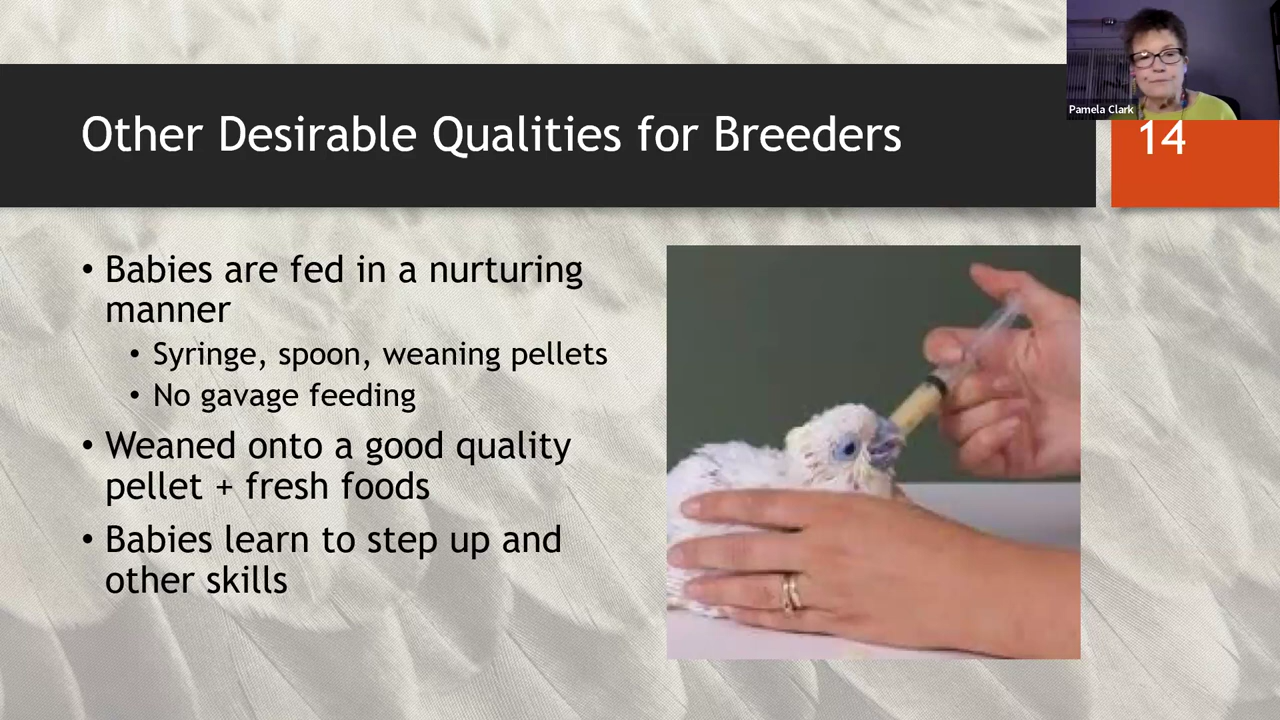 Pamela Clark
Other Desirable Qualities for Breeders
14
• Babies are fed in a nurturing
manner
• Syringe, spoon, weaning pellets
• No gavage feeding
• Weaned onto a good quality
pellet + fresh foods
• Babies learn to step up and
other skills